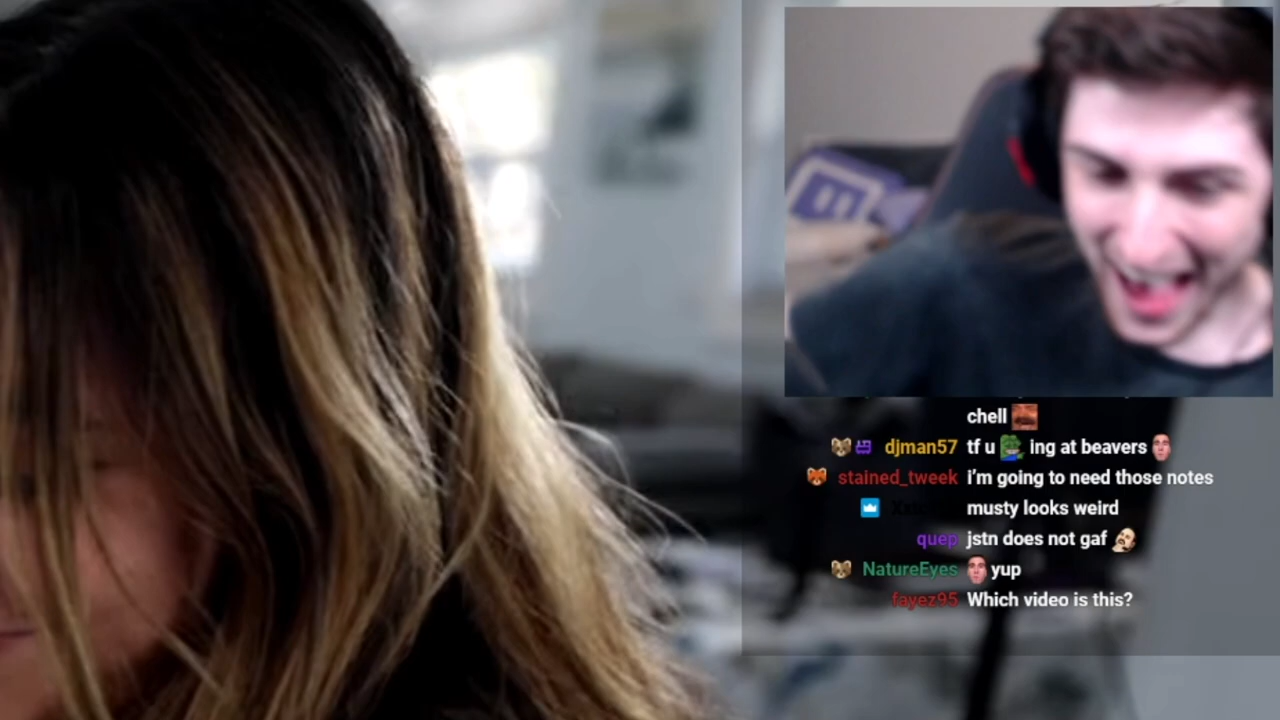 chell
djman57 tf u ing at beavers
stained_tweek i'm going to need those notes
musty looks weird
quep jstn does not gaf
NatureEyes yup
fayez95 Which video is this?